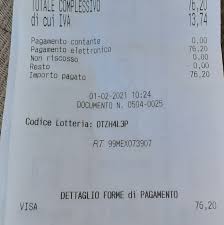 TOTALE COMPLESSIVO 76,20
di cui IVA 13,74
Pagamento contante - 0,00
Pagamento elettronico - 76,20
Non riscosso - 0,00
Resto - 0,00
Importo pagato - 76,20
01-02-2021 10:24
DOCUMENTO N. 0504-0025
Codice Lotteria: OTZH4L3P
RT 99MEX073907
DETTAGLIO FORME di PAGAMENTO
VISA 76,20